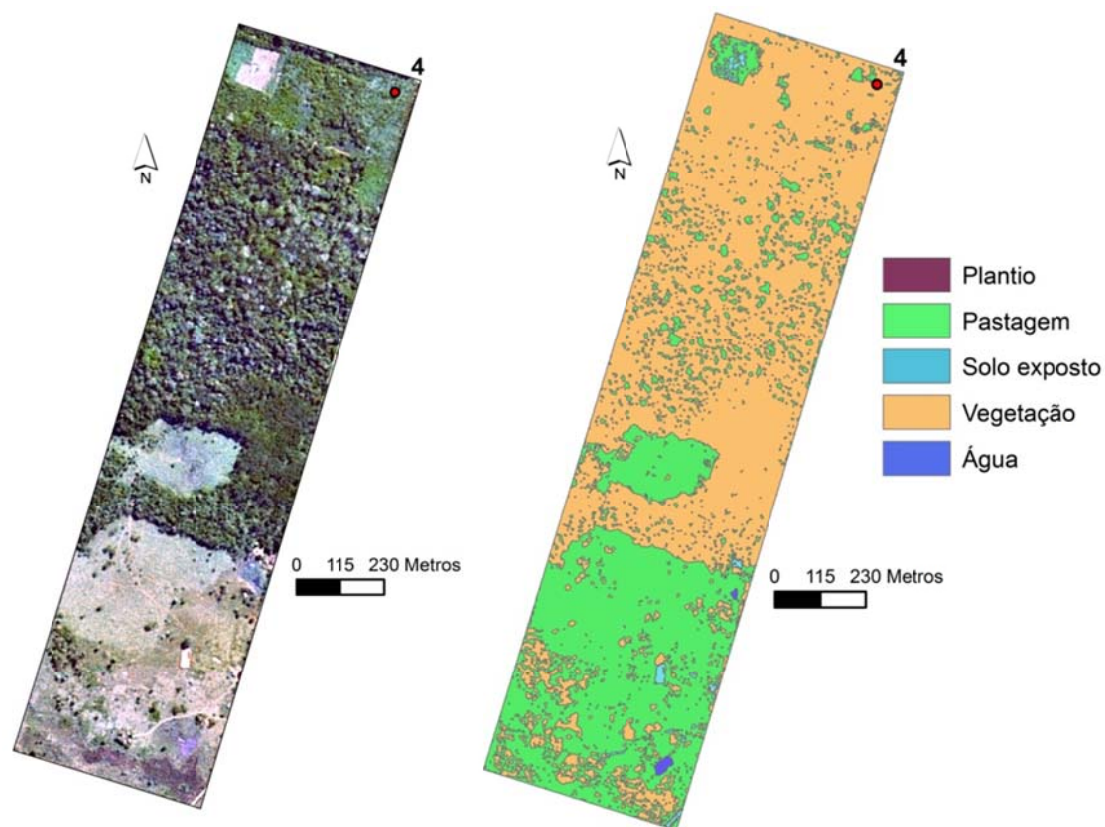 4
N
0 115 230 Metros
4
N
Plantio
Pastagem
Solo exposto
Vegetação
Água
0 115 230 Metros